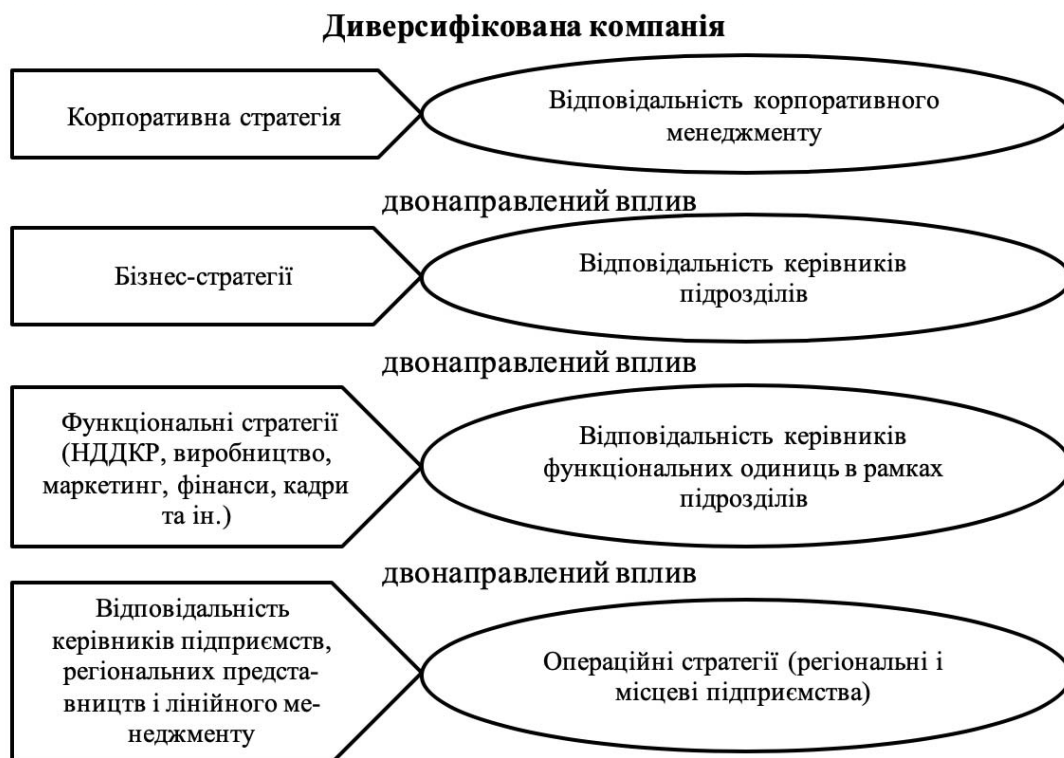 Диверсифікована компанія
Корпоративна стратегія
Відповідальність корпоративного
менеджменту
двонаправлений вплив
Бізнес-стратегії
Відповідальність керівників
підрозділів
двонаправлений вплив
Функціональні стратегії
(НДДКР, виробництво,
маркетинг, фінанси, кадри
та ін.)
Відповідальність керівників
функціональних одиниць в рамках
підрозділів
двонаправлений вплив
Відповідальність
керівників підприємств,
регіональних предста-
вництв і лінійного ме-
неджменту
Операційні стратегії (регіональні і
місцеві підприємства)